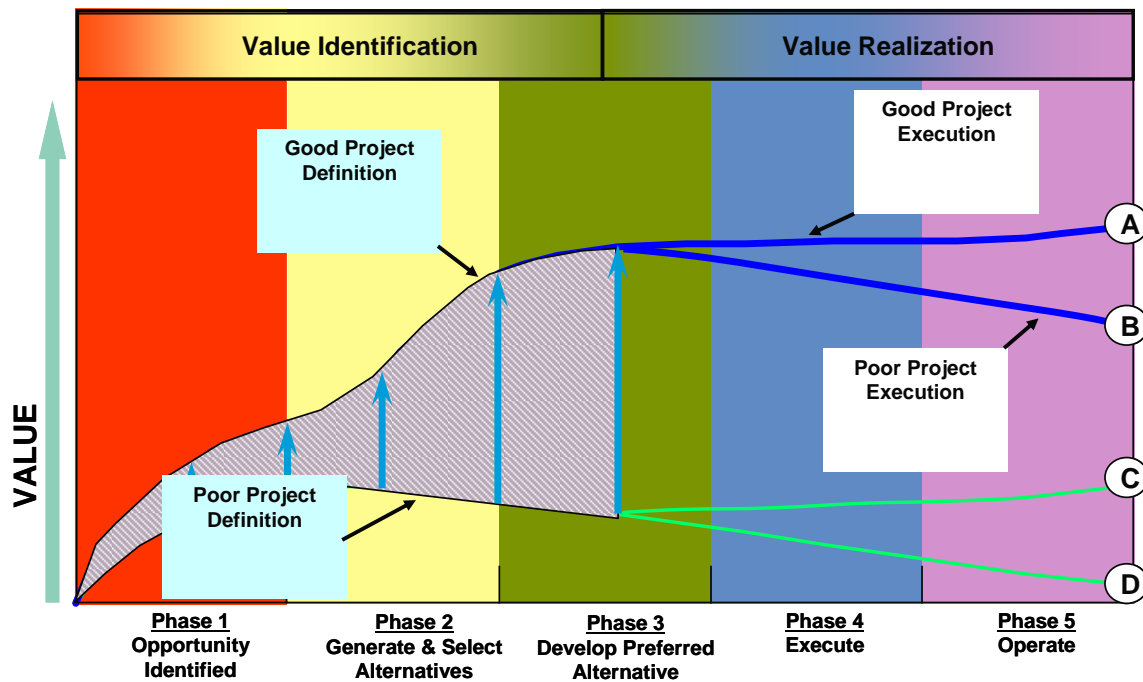 Value Identification
Value Realization
Good Project
Definition
Good Project
Execution
A
B
Poor Project
Execution
C
Poor Project
Definition
D
VALUE
Phase 1
Opportunity
Identified
Phase 2
Generate & Select
Alternatives
Phase 3
Develop Preferred
Alternative
Phase 4
Execute
Phase 5
Operate